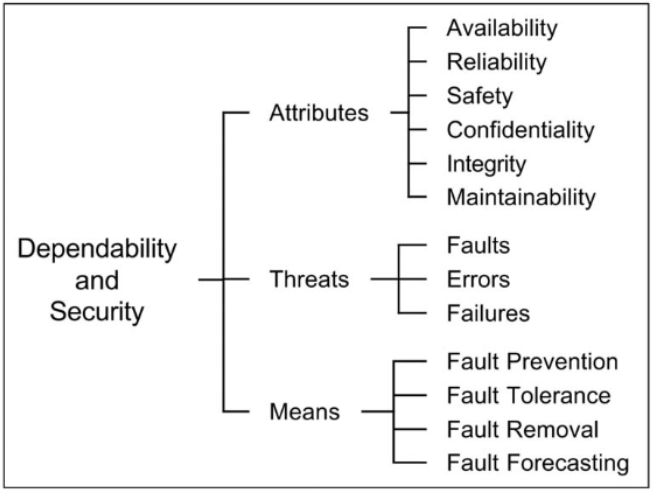 Dependability
and
Security
Attributes
Availability
Reliability
Safety
Confidentiality
Integrity
Maintainability
Threats
Faults
Errors
Failures
Means
Fault Prevention
Fault Tolerance
Fault Removal
Fault Forecasting